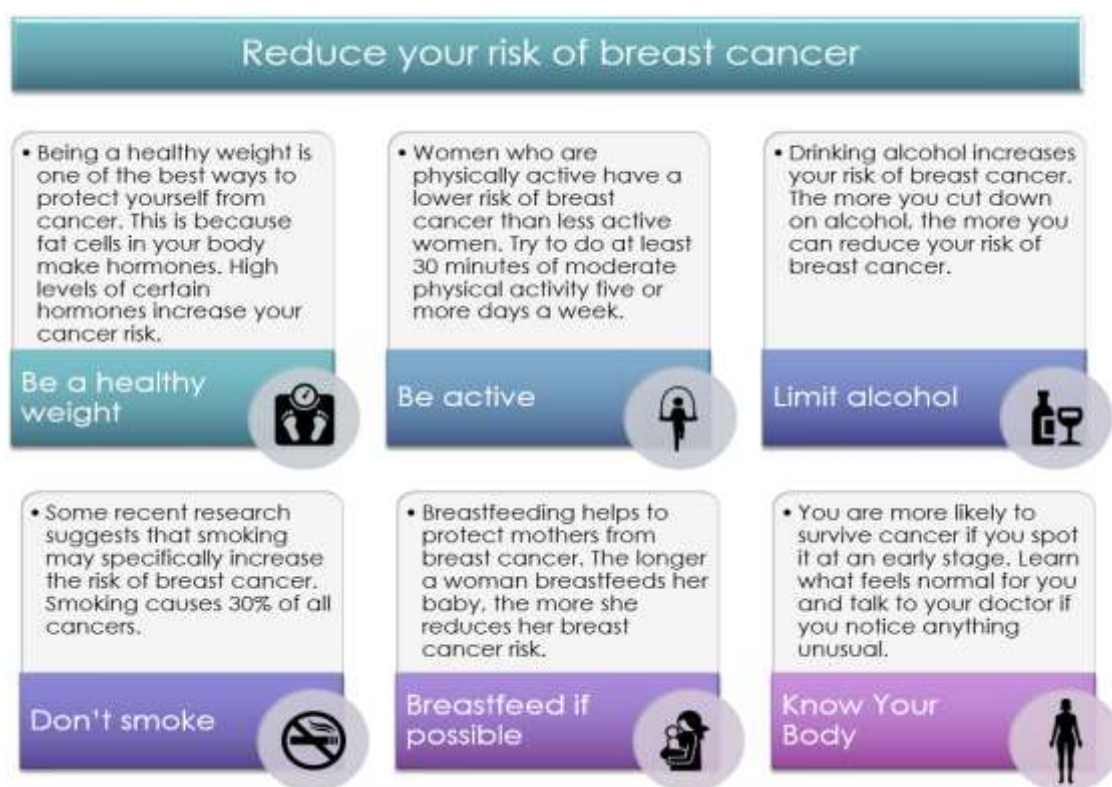 Reduce your risk of breast cancer
• Being a healthy weight is
one of the best ways to
protect yourself from
cancer. This is because
fat cells in your body
make hormones. High
levels of certain
hormones increase your
cancer risk.
Be a healthy
weight
• Women who are
physically active have a
lower risk of breast
cancer than less active
women. Try to do at least
30 minutes of moderate
physical activity five or
more days a week.
Be active
• Drinking alcohol increases
your risk of breast cancer.
The more you cut down
on alcohol, the more you
can reduce your risk of
breast cancer.
Limit alcohol
• Some recent research
suggests that smoking
may specifically increase
the risk of breast cancer.
Smoking causes 30% of all
cancers.
Don't smoke
• Breastfeeding helps to
protect mothers from
breast cancer. The longer
a woman breastfeeds her
baby, the more she
reduces her breast
cancer risk.
Breastfeed if
possible
• You are more likely to
survive cancer if you spot
it at an early stage. Learn
what feels normal for you
and talk to your doctor if
you notice anything
unusual.
Know Your
Body